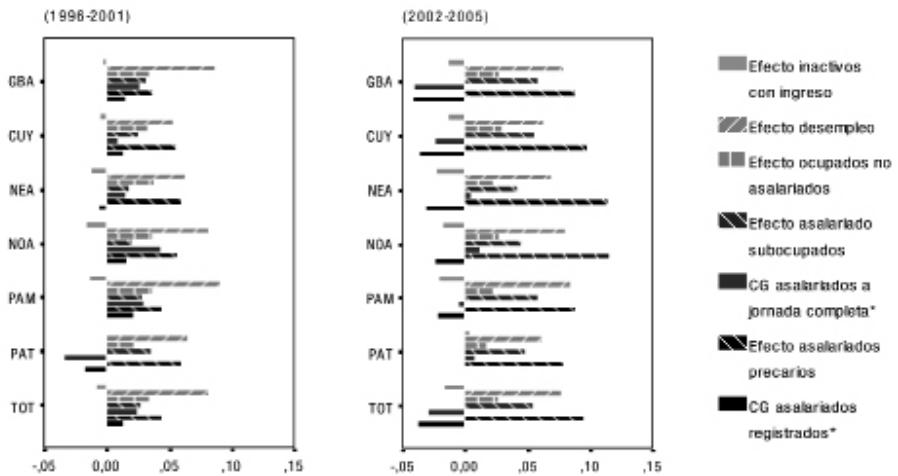 (1996-2001)
(2002-2005)
GBA
CUY
NEA
NOA
PAM
PAT
TOT
-,05 0,00 ,05 ,10 ,15
GBA
CUY
NEA
NOA
PAM
PAT
TOT
-,05 0,00 ,05 ,10 ,15
Efecto inactivos
con ingreso
Efecto desempleo
Efecto ocupados no
asalariados
Efecto asalariado
subocupados
CG asalariados a
jornada completa*
Efecto asalariados
precarios
CG asalariados
registrados*